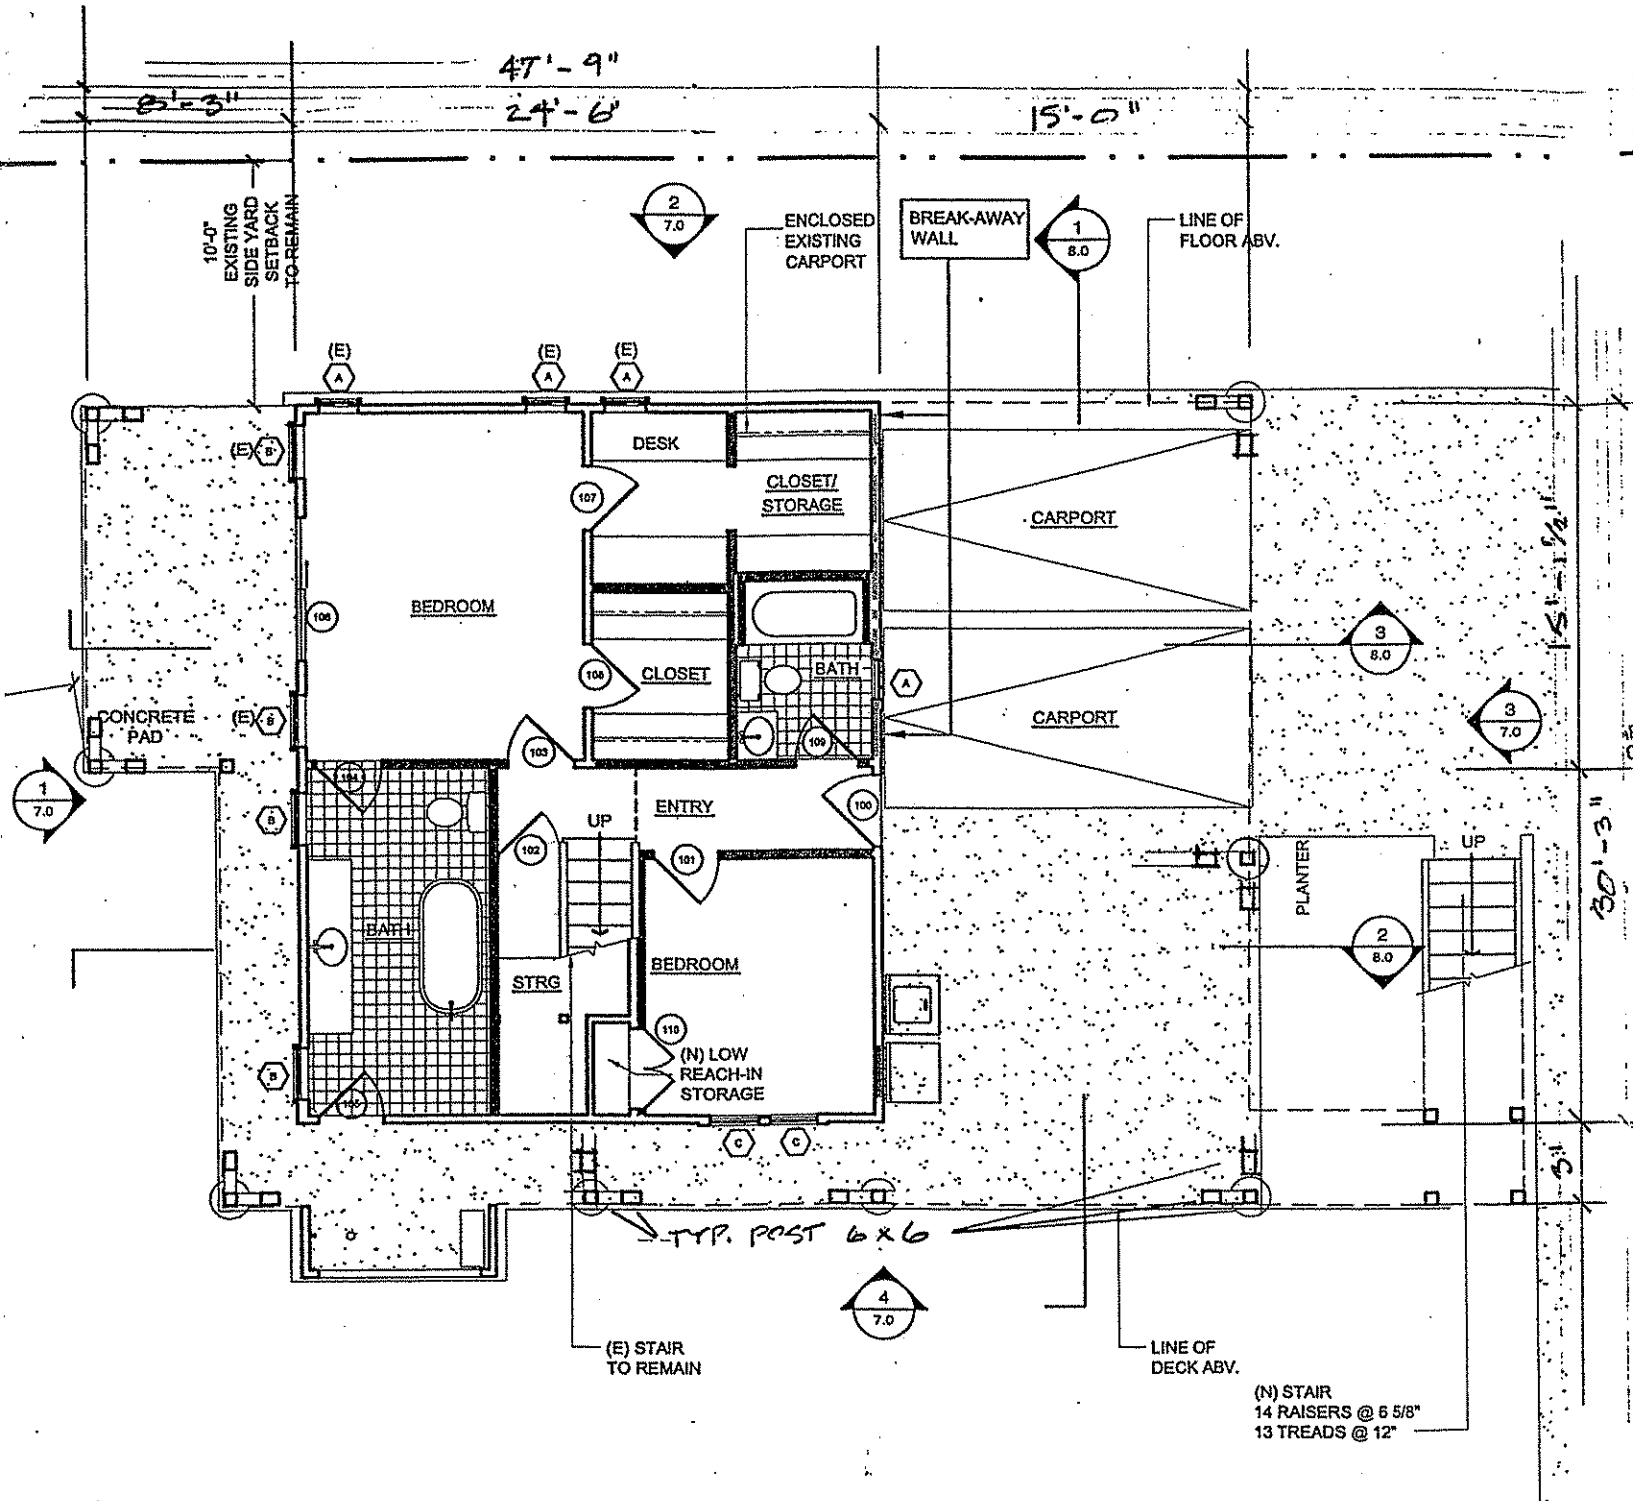 47'-9"
8'-3"
24'-6"
15'-0"
10'-0"
EXISTING
SIDE YARD
SETBACK
TO REMAIN
2
7.0
ENCLOSED
EXISTING
CARPORT
BREAK-AWAY
WALL
1
8.0
LINE OF
FLOOR ABV.
(E)
A
(E)
A
(E)
A
(E)
B
DESK
107
CLOSET/
STORAGE
CARPORT
15'-1½"
BEDROOM
106
3
8.0
108
CLOSET
BATH
A
CONCRETE
PAD
(E)
B
CARPORT
3
7.0
103
109
104
1
7.0
B
ENTRY
100
UP
102
101
UP
PLANTER
30'-3"
BATH
BEDROOM
2
8.0
STRG
110
(N) LOW
REACH-IN
STORAGE
B
105
C
C
3"
TYP. POST 6x6
4
7.0
(E) STAIR
TO REMAIN
LINE OF
DECK ABV.
(N) STAIR
14 RAISERS @ 6 5/8"
13 TREADS @ 12"